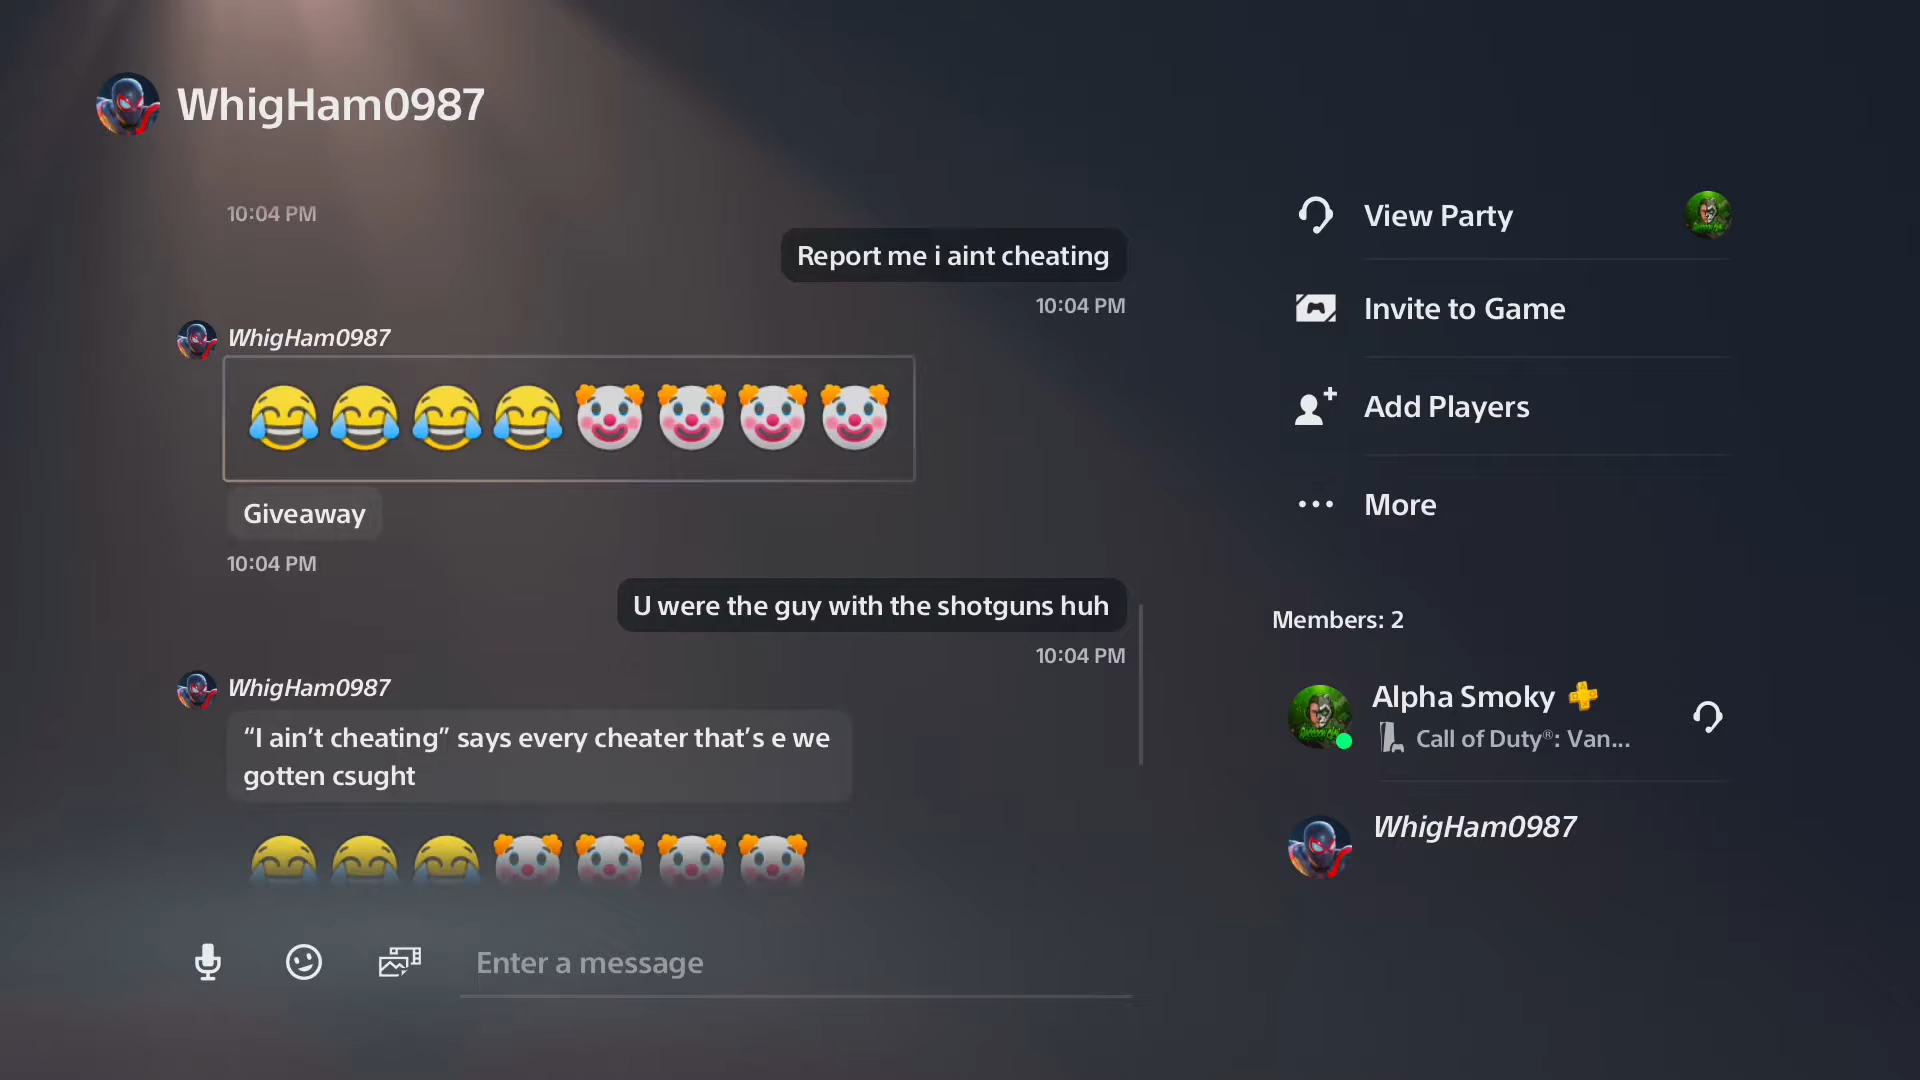 WhigHam0987
10:04 PM
Report me i aint cheating
10:04 PM
WhigHam0987
😂😂😂😂🤡🤡🤡🤡
Giveaway
10:04 PM
U were the guy with the shotguns huh
10:04 PM
WhigHam0987
“I ain’t cheating” says every cheater that’s e we
gotten csught
😂😂😂🤡🤡🤡🤡
Enter a message
View Party
Invite to Game
Add Players
More
Members: 2
Alpha Smoky
Call of Duty®: Van...
WhigHam0987